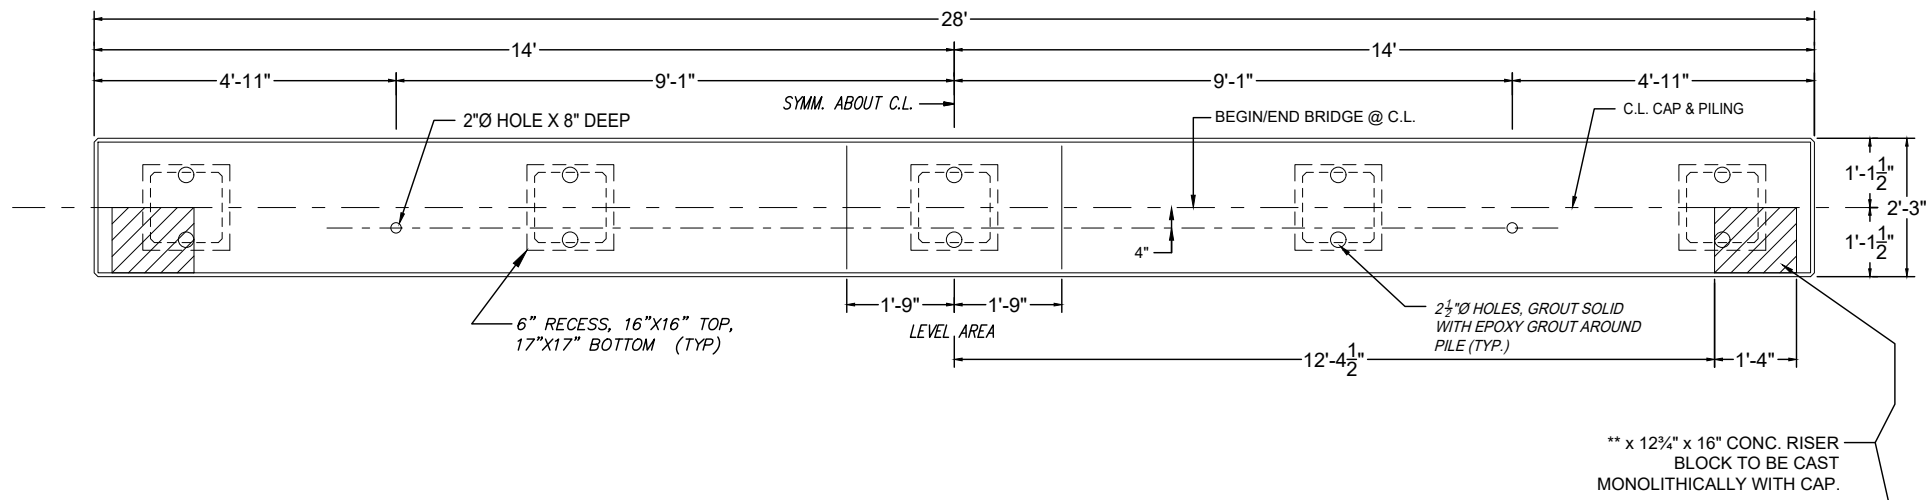 28'
14'
14'
4'-11"
9'-1"
9'-1"
4'-11"
SYMM. ABOUT C.L.
2"Ø HOLE X 8" DEEP
BEGIN/END BRIDGE @ C.L.
C.L. CAP & PILING
1'-1½"
2'-3"
1'-1½"
4"
1'-9"
1'-9"
LEVEL AREA
6" RECESS, 16"X16" TOP,
17"X17" BOTTOM (TYP)
2½"Ø HOLES, GROUT SOLID
WITH EPOXY GROUT AROUND
PILE (TYP.)
12'-4½"
1'-4"
** x 12¾" x 16" CONC. RISER
BLOCK TO BE CAST
MONOLITHICALLY WITH CAP.